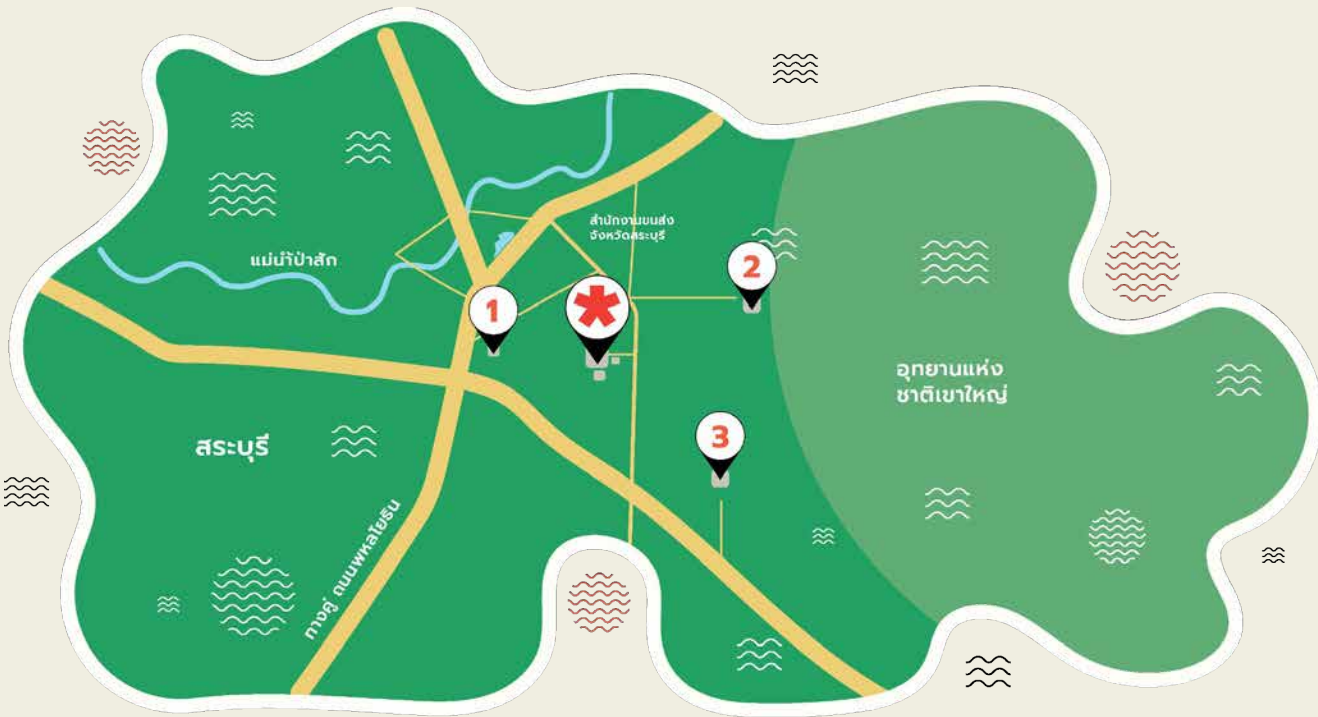 สำนักงานขนส่ง
จังหวัดสระบุรี
แม่น้ำป่าสัก
2
1
*
อุทยานแห่ง
ชาติเขาใหญ่
3
สระบุรี
ทางคู่ ถนนพหลโยธิน